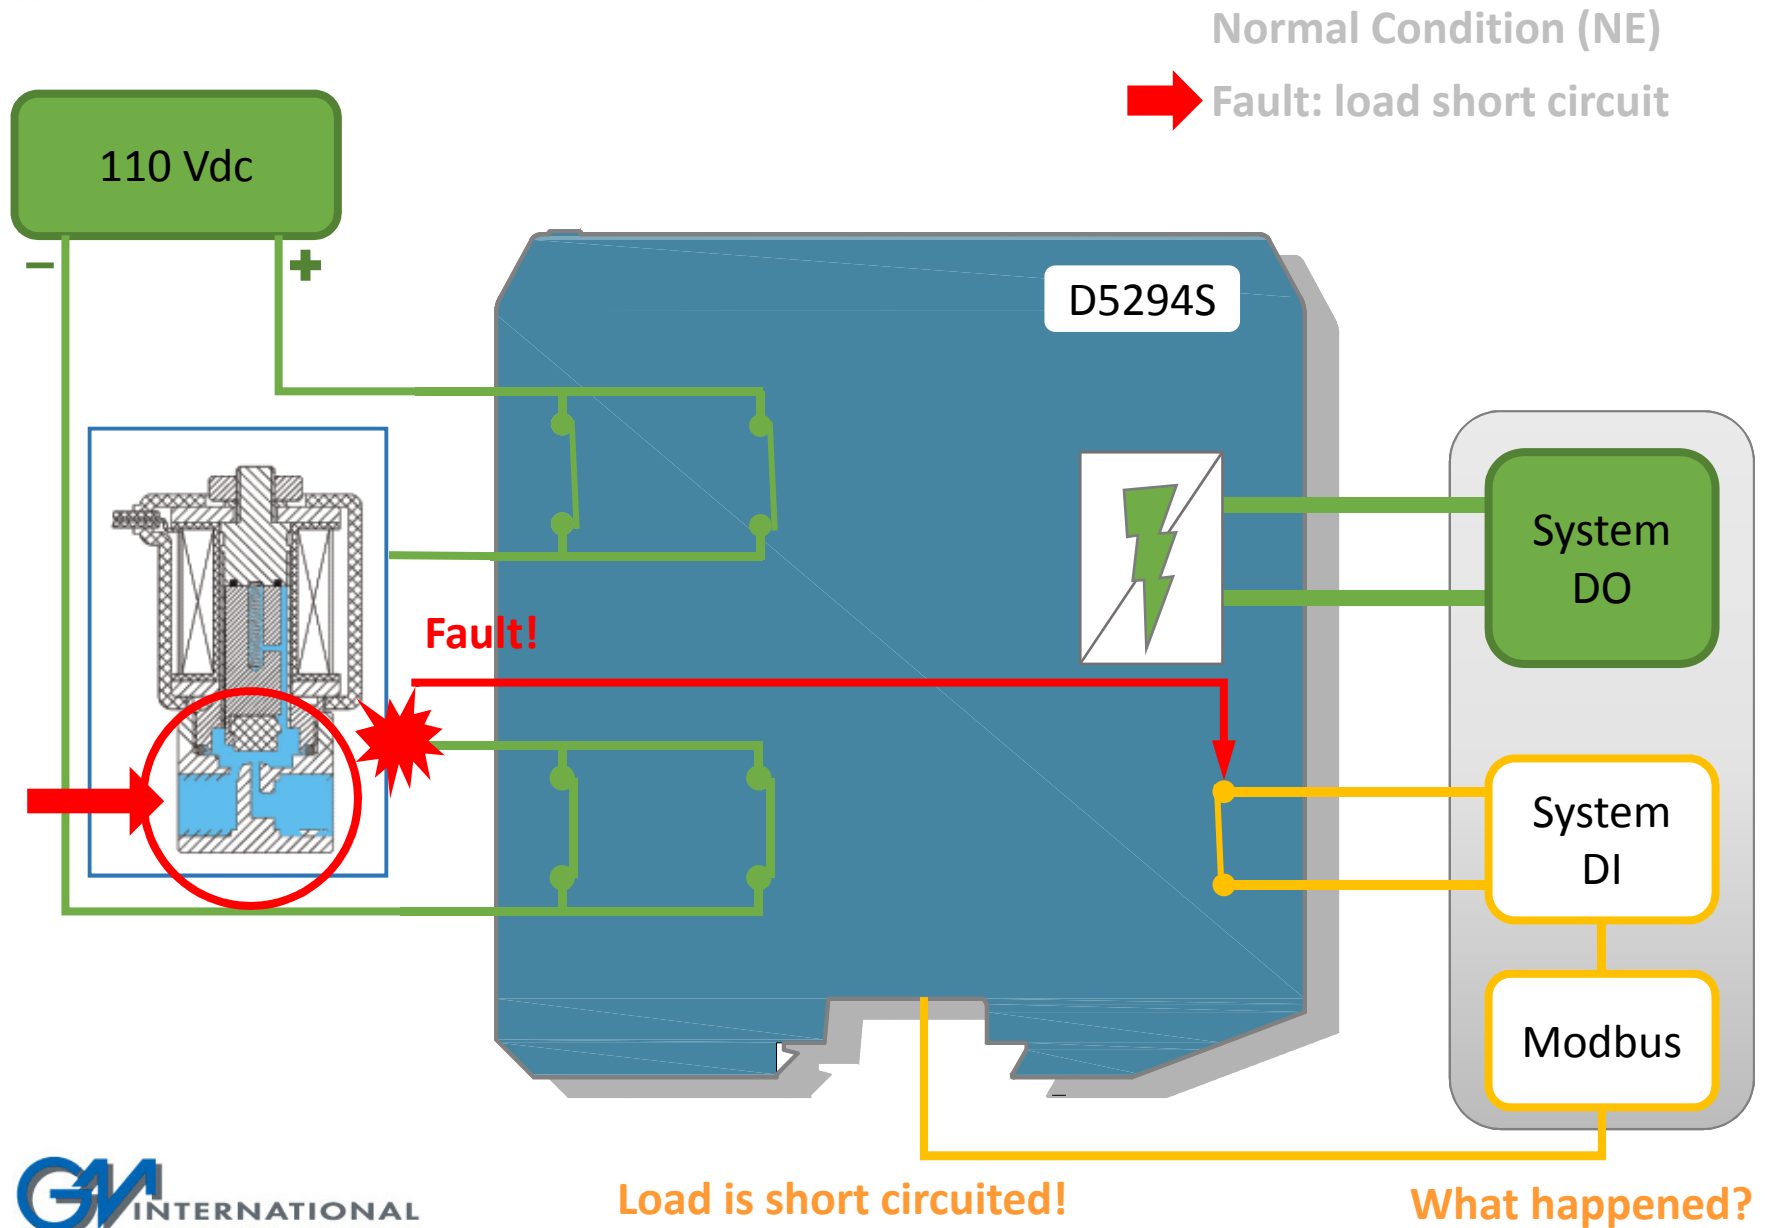 Normal Condition (NE)
Fault: load short circuit
110 Vdc
−
+
D5294S
System
DO
Fault!
System
DI
Modbus
GM INTERNATIONAL
Load is short circuited!
What happened?